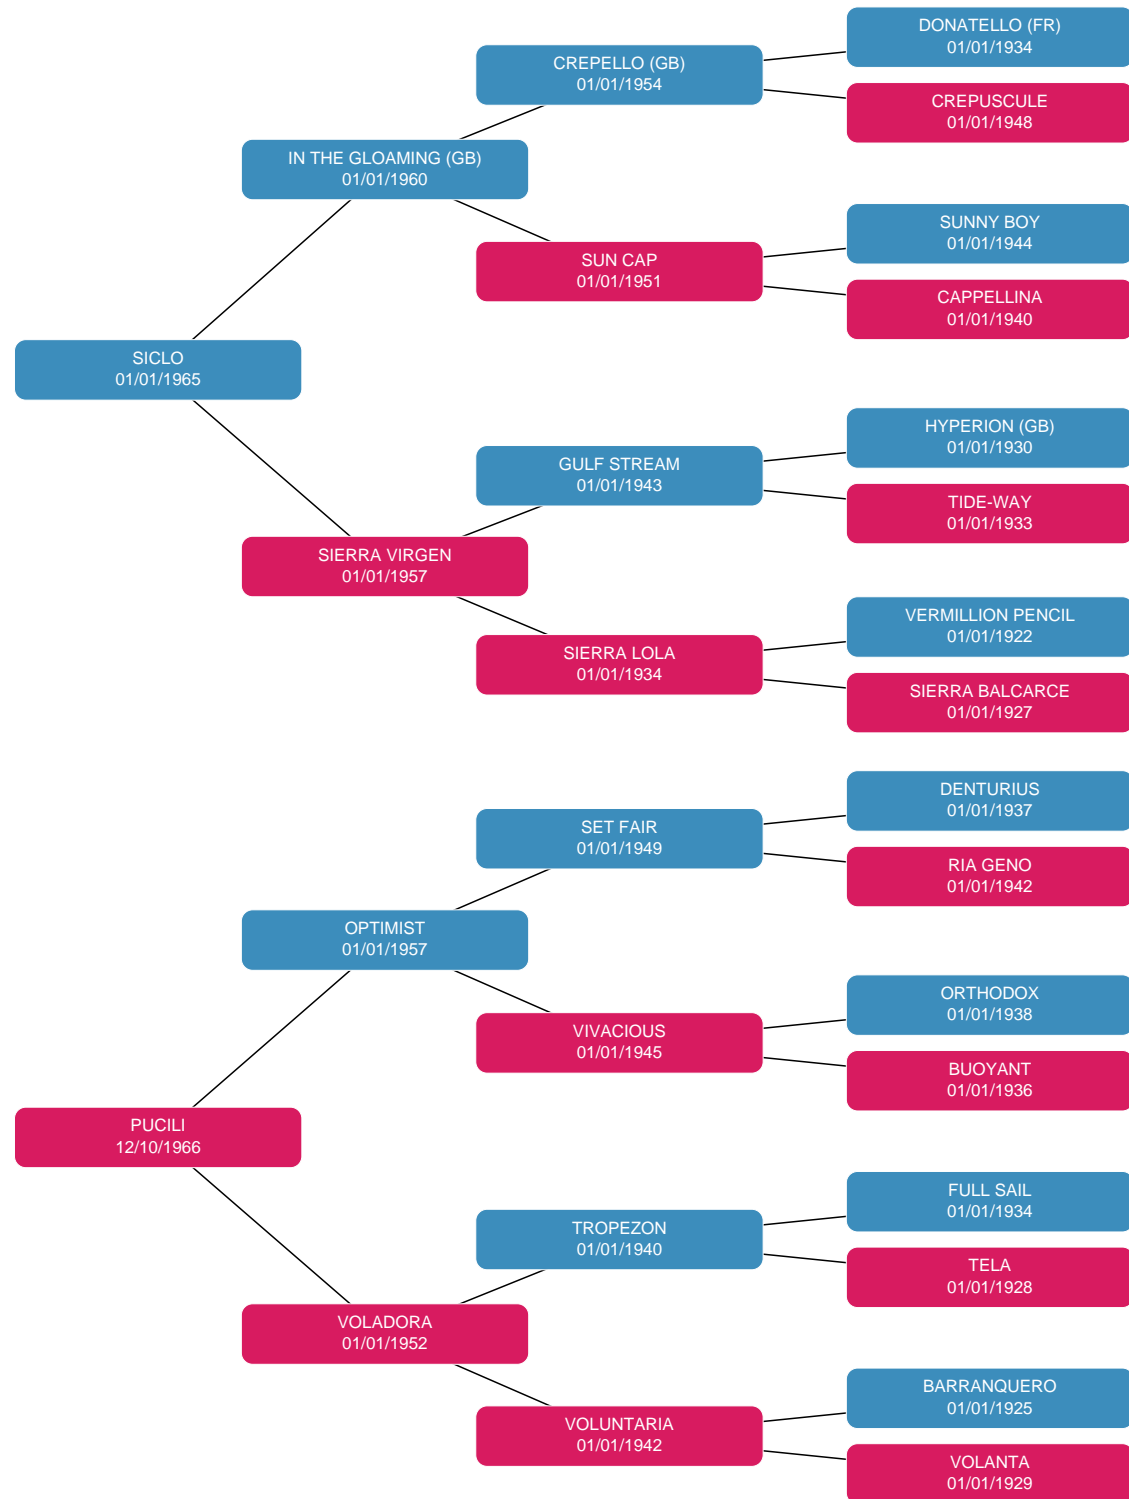 DONATELLO (FR)
01/01/1934
CREPELLO (GB)
01/01/1954
CREPUSCULE
01/01/1948
IN THE GLOAMING (GB)
01/01/1960
SUNNY BOY
01/01/1944
SUN CAP
01/01/1951
CAPPELLINA
01/01/1940
SICLO
01/01/1965
HYPERION (GB)
01/01/1930
GULF STREAM
01/01/1943
TIDE-WAY
01/01/1933
SIERRA VIRGEN
01/01/1957
VERMILLION PENCIL
01/01/1922
SIERRA LOLA
01/01/1934
SIERRA BALCARCE
01/01/1927
DENTURIUS
01/01/1937
SET FAIR
01/01/1949
RIA GENO
01/01/1942
OPTIMIST
01/01/1957
ORTHODOX
01/01/1938
VIVACIOUS
01/01/1945
BUOYANT
01/01/1936
PUCILI
12/10/1966
FULL SAIL
01/01/1934
TROPEZON
01/01/1940
TELA
01/01/1928
VOLADORA
01/01/1952
BARRANQUERO
01/01/1925
VOLUNTARIA
01/01/1942
VOLANTA
01/01/1929